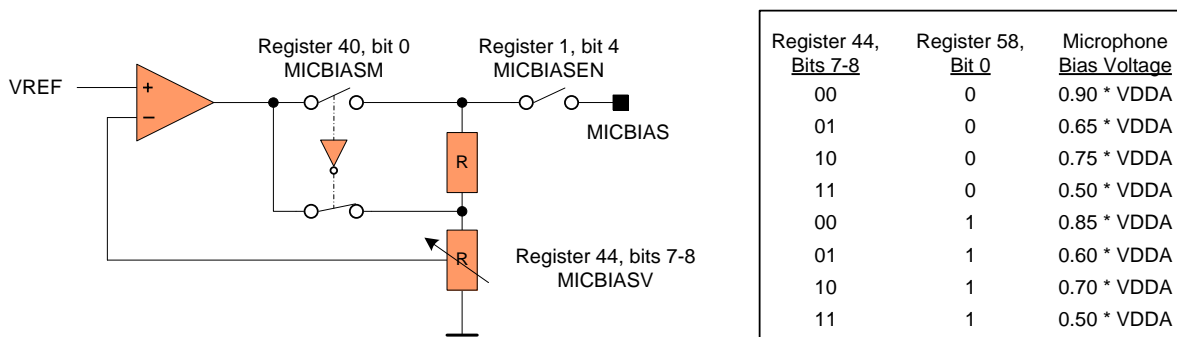 Register 40, bit 0
MICBIASM
Register 1, bit 4
MICBIASEN
VREF
+
−
MICBIAS
R
R
Register 44, bits 7-8
MICBIASV
Register 44, Register 58, Microphone
Bits 7-8 Bit 0 Bias Voltage
00 0 0.90 * VDDA
01 0 0.65 * VDDA
10 0 0.75 * VDDA
11 0 0.50 * VDDA
00 1 0.85 * VDDA
01 1 0.60 * VDDA
10 1 0.70 * VDDA
11 1 0.50 * VDDA